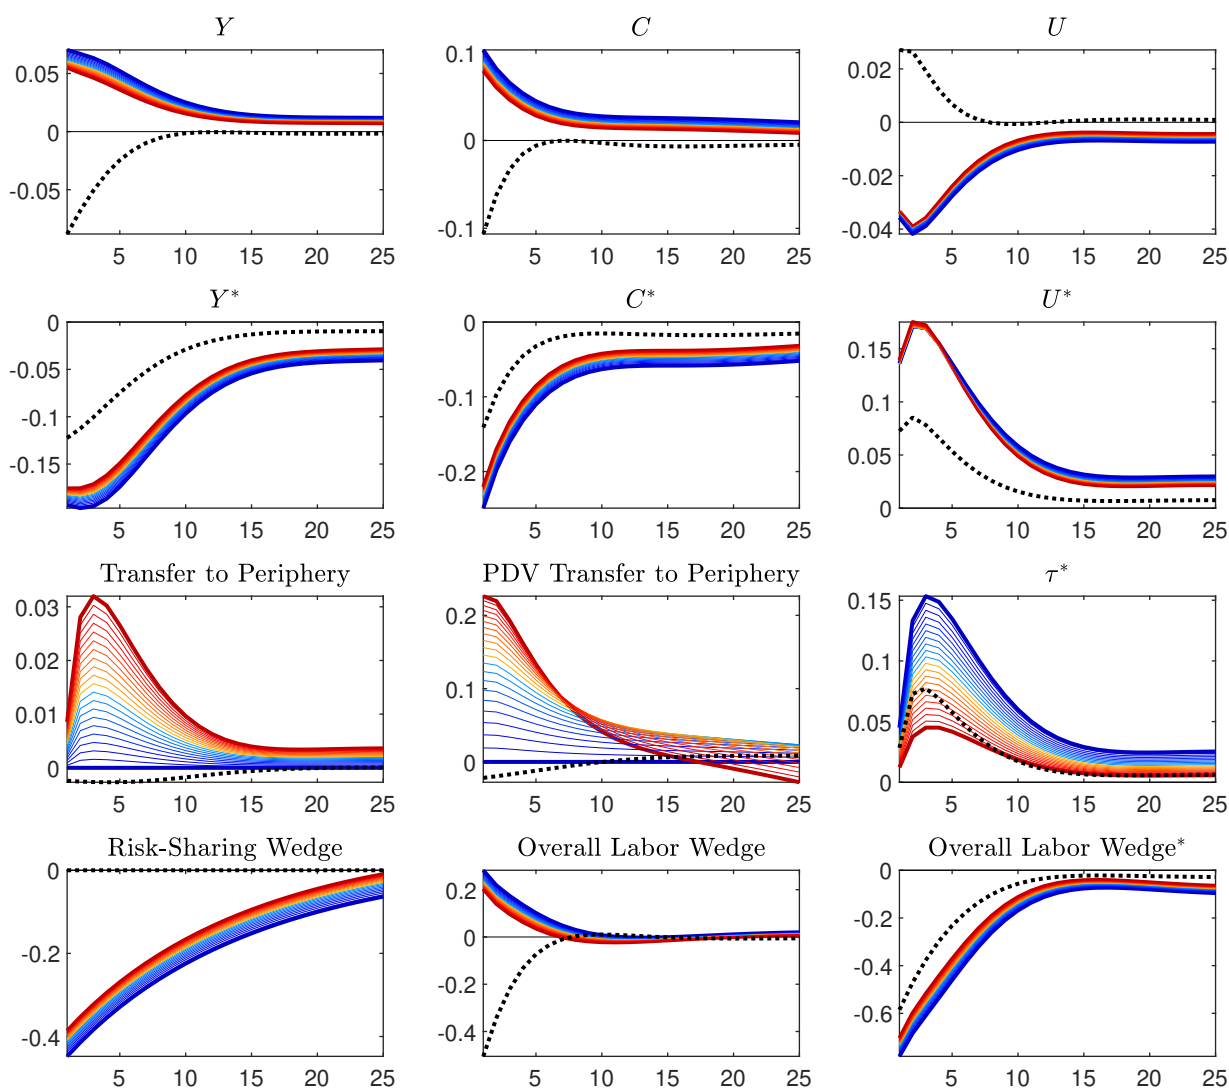 Y
C
U
0.05
0
-0.05
5 10 15 20 25
0.1
0
-0.1
5 10 15 20 25
0.02
0
-0.02
-0.04
5 10 15 20 25
Y*
C*
U*
0
-0.05
-0.1
-0.15
5 10 15 20 25
0
-0.1
-0.2
5 10 15 20 25
0.15
0.1
0.05
0
5 10 15 20 25
Transfer to Periphery
PDV Transfer to Periphery
τ*
0.03
0.02
0.01
0
5 10 15 20 25
0.2
0.1
0
5 10 15 20 25
0.15
0.1
0.05
0
5 10 15 20 25
Risk-Sharing Wedge
Overall Labor Wedge
Overall Labor Wedge*
0
-0.2
-0.4
5 10 15 20 25
0.2
0
-0.2
-0.4
5 10 15 20 25
0
-0.2
-0.4
-0.6
5 10 15 20 25